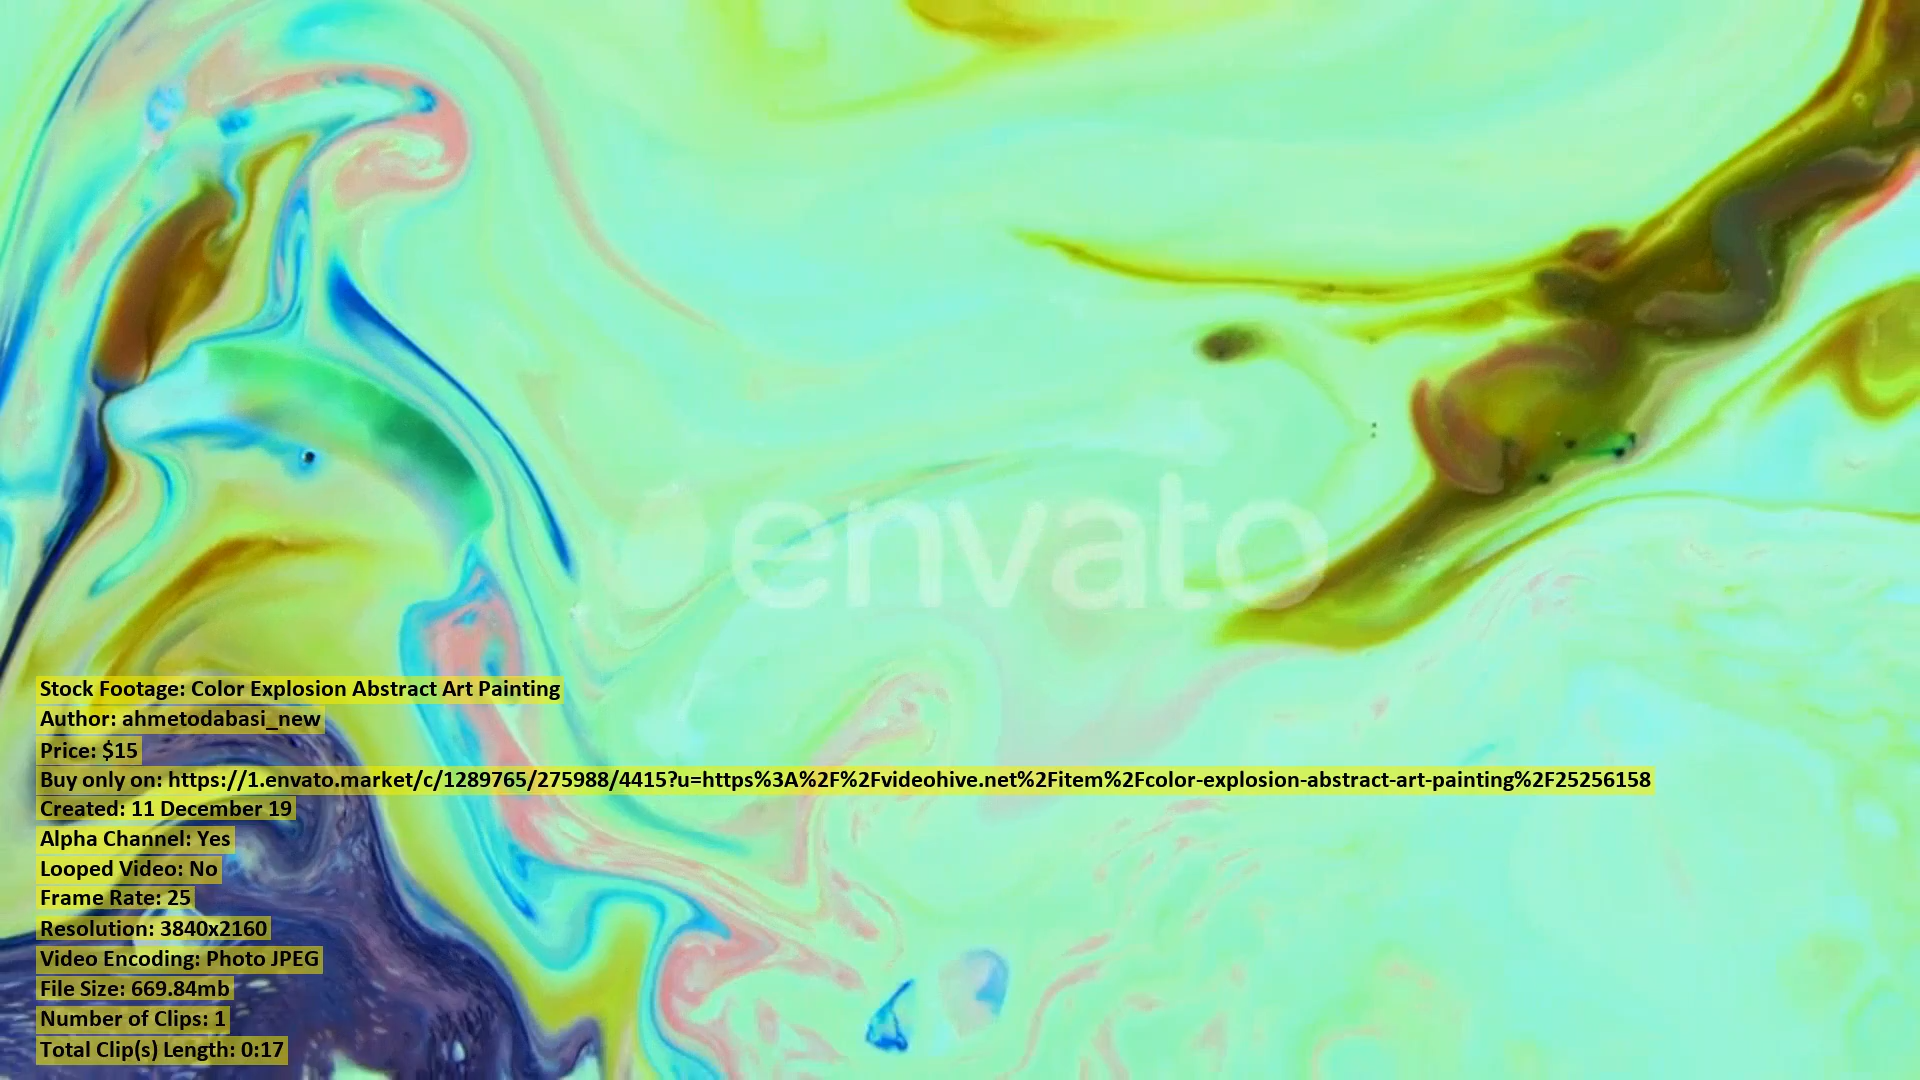 envato
Stock Footage: Color Explosion Abstract Art Painting
Author: ahmetodabasi_new
Price: $15
Buy only on: https://1.envato.market/c/1289765/275988/4415?u=https%3A%2F%2Fvideohive.net%2Fitem%2Fcolor-explosion-abstract-art-painting%2F25256158
Created: 11 December 19
Alpha Channel: Yes
Looped Video: No
Frame Rate: 25
Resolution: 3840x2160
Video Encoding: Photo JPEG
File Size: 669.84mb
Number of Clips: 1
Total Clip(s) Length: 0:17